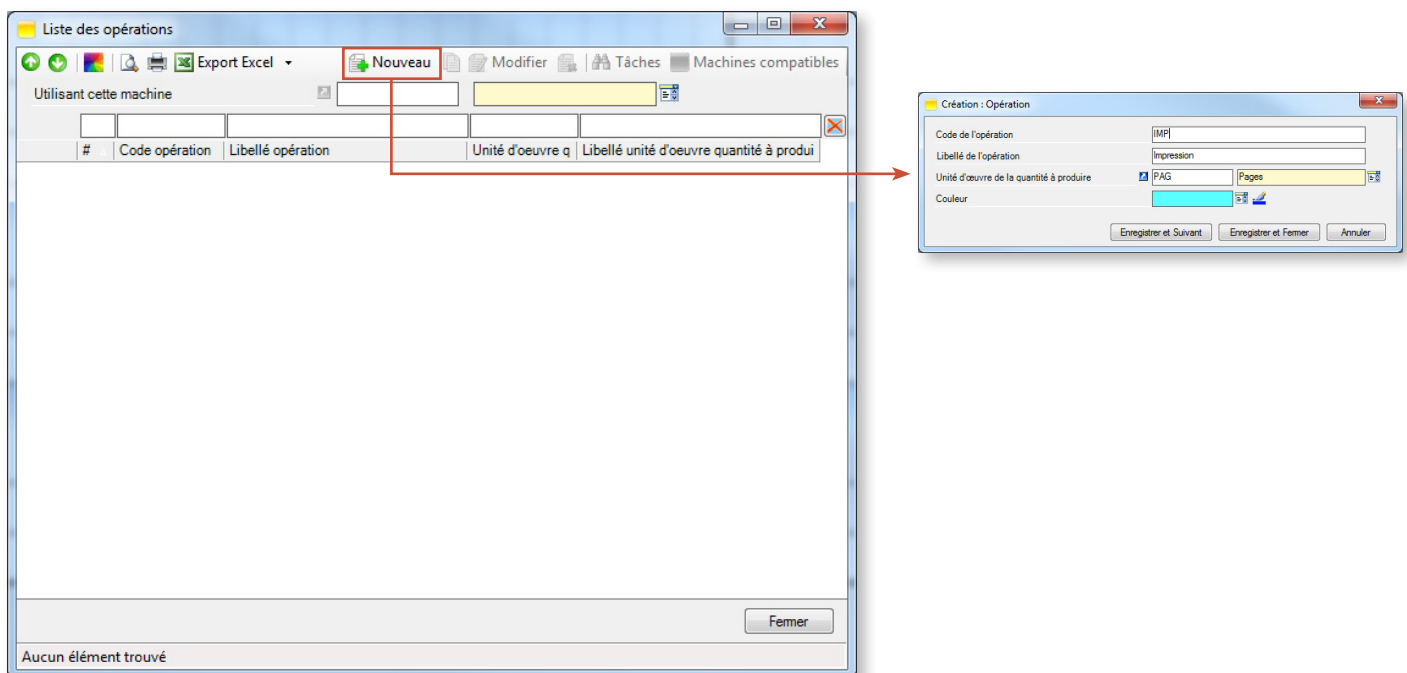 Liste des opérations
Export Excel Nouveau Modifier Tâches Machines compatibles
Utilisant cette machine
# Code opération Libellé opération Unité d'oeuvre q Libellé unité d'oeuvre quantité à produi
Fermer
Aucun élément trouvé
Création : Opération
Code de l'opération IMP
Libellé de l'opération Impression
Unité d'œuvre de la quantité à produire PAG Pages
Couleur
Enregistrer et Suivant Enregistrer et Fermer Annuler